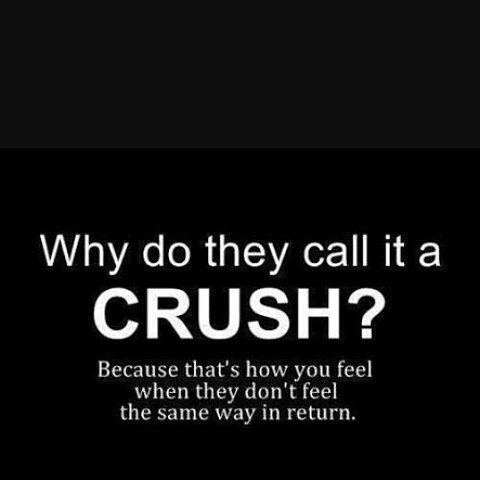 Why do they call it a
CRUSH?
Because that's how you feel
when they don't feel
the same way in return.